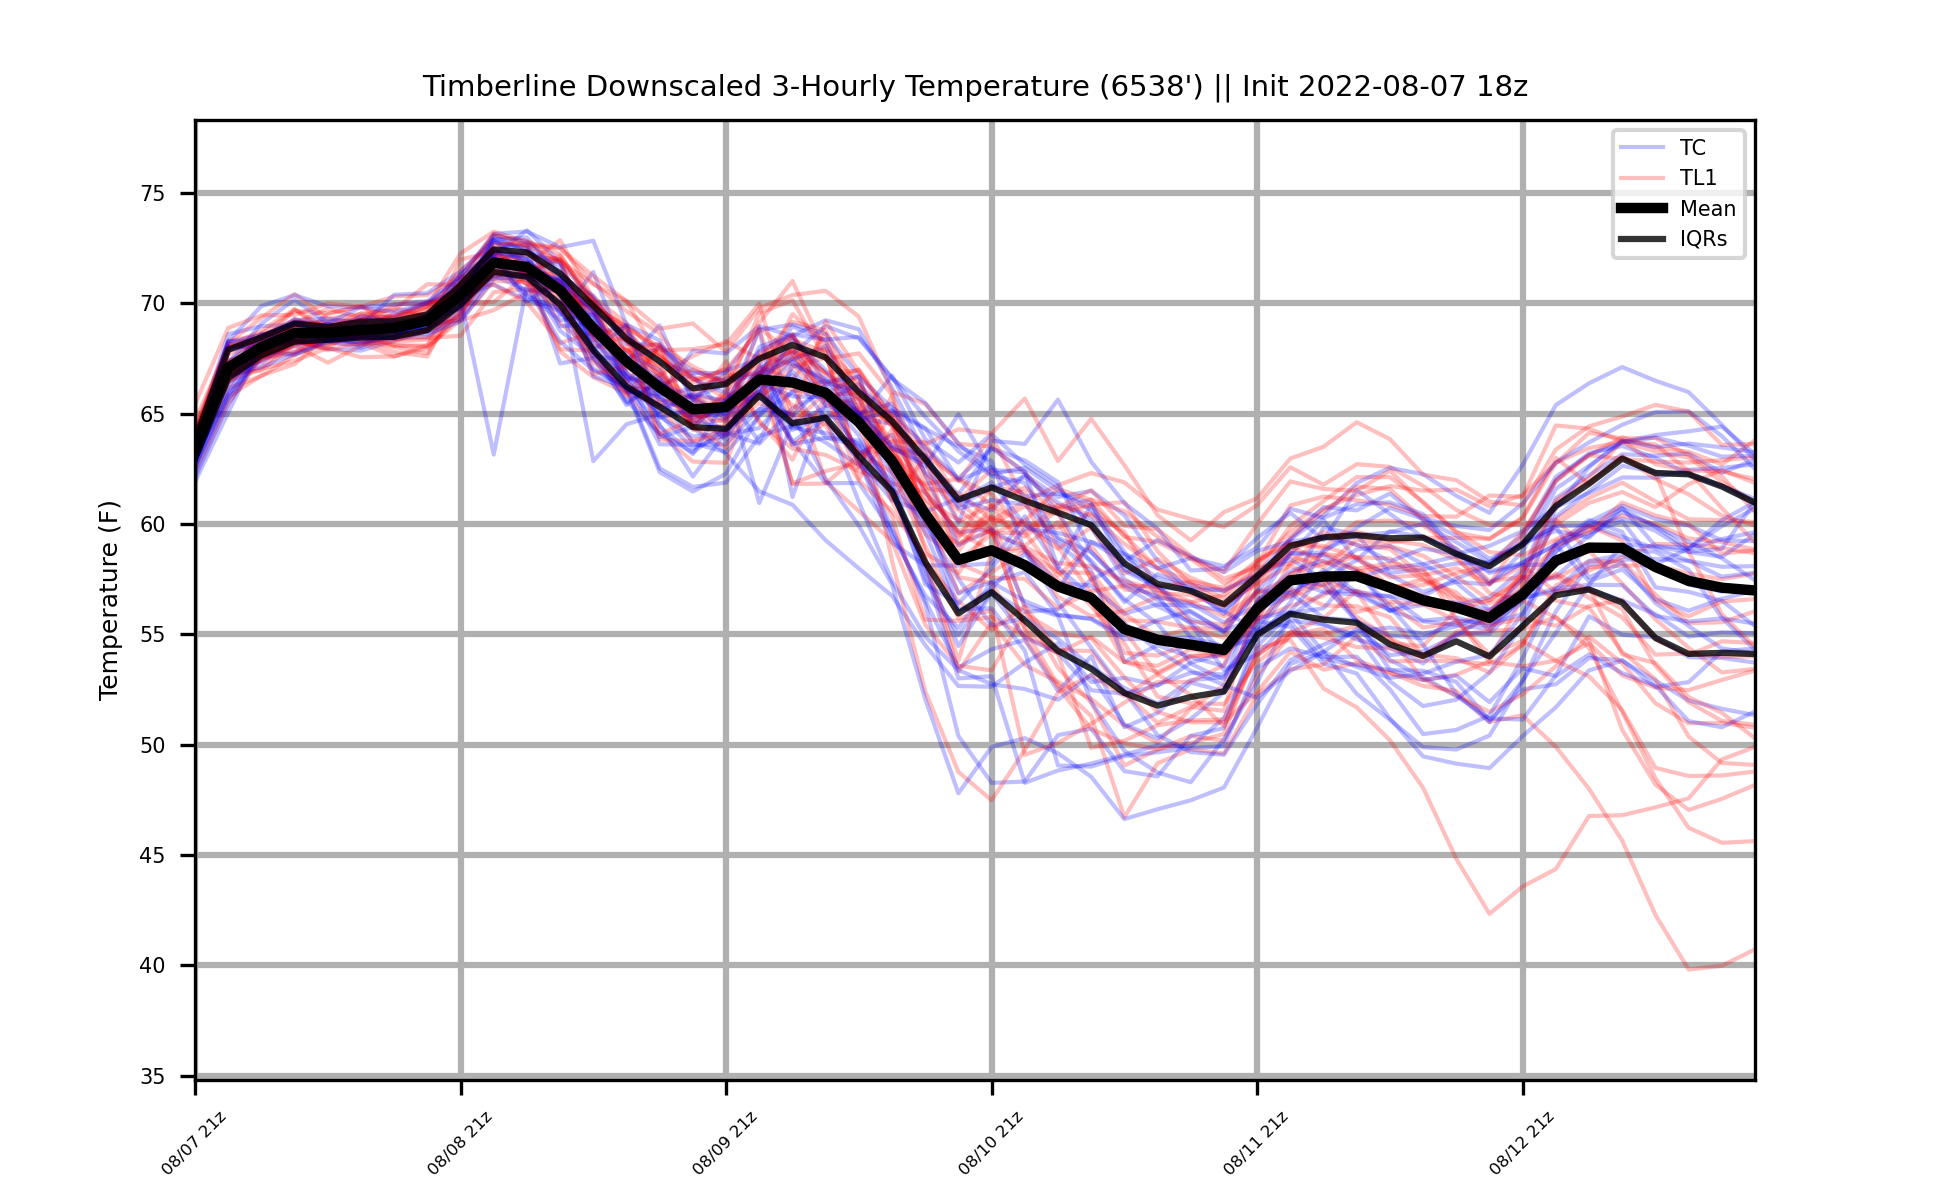 Timberline Downscaled 3-Hourly Temperature (6538') || Init 2022-08-07 18z
TC
TL1
Mean
IQRs
Temperature (F)
75
70
65
60
55
50
45
40
35
08/07 21z
08/08 21z
08/09 21z
08/10 21z
08/11 21z
08/12 21z